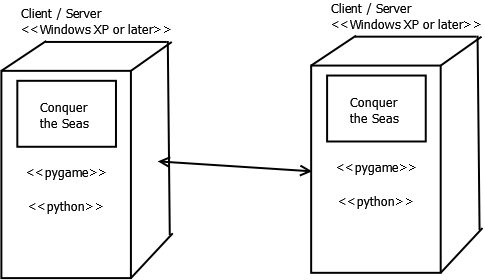 Client / Server
<<Windows XP or later>>
Conquer
the Seas
<<pygame>>
<<python>>
Client / Server
<<Windows XP or later>>
Conquer
the Seas
<<pygame>>
<<python>>